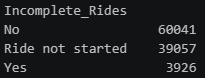 Incomplete_Rides
No                  60041
Ride not started    39057
Yes                  3926